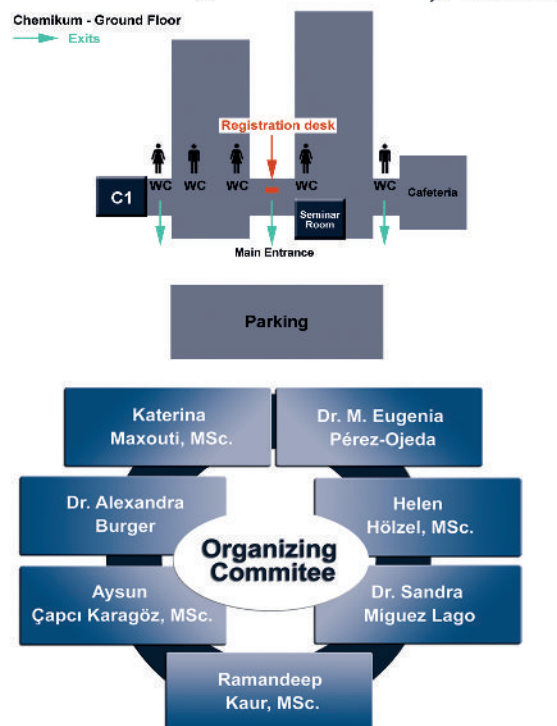 Chemikum - Ground Floor
Exits
Registration desk
WC WC WC WC WC
C1
Cafeteria
Seminar
Room
Main Entrance
Parking
Katerina
Maxouti, MSc.
Dr. M. Eugenia
Pérez-Ojeda
Dr. Alexandra
Burger
Helen
Hölzel, MSc.
Organizing
Commitee
Aysun
Çapcı Karagöz, MSc.
Dr. Sandra
Míguez Lago
Ramandeep
Kaur, MSc.